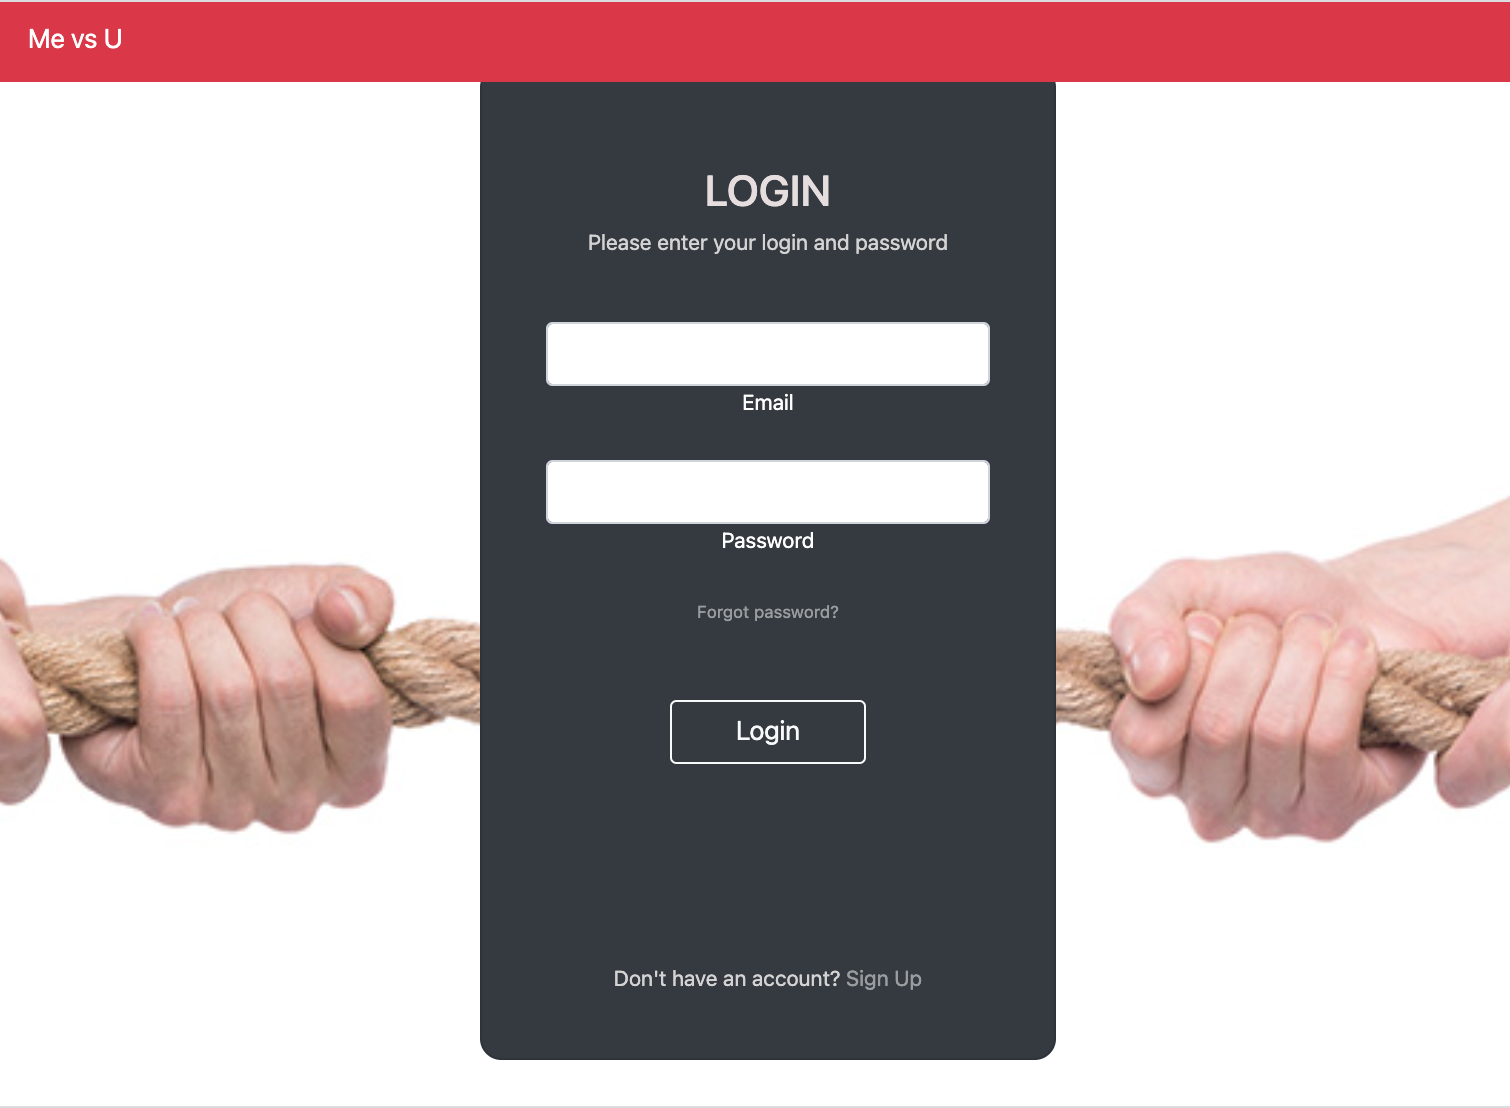 Me vs U
LOGIN
Please enter your login and password
Email
Password
Forgot password?
Login
Don't have an account? Sign Up